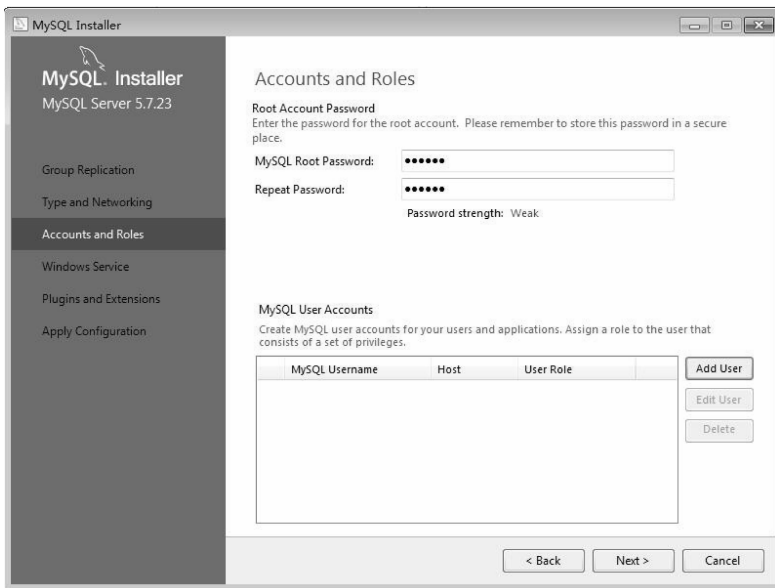 MySQL Installer
MySQL. Installer
MySQL Server 5.7.23
Group Replication
Type and Networking
Accounts and Roles
Windows Service
Plugins and Extensions
Apply Configuration
Accounts and Roles
Root Account Password
Enter the password for the root account. Please remember to store this password in a secure
place.
MySQL Root Password: ●●●●●●
Repeat Password: ●●●●●●
Password strength: Weak
MySQL User Accounts
Create MySQL user accounts for your users and applications. Assign a role to the user that
consists of a set of privileges.
MySQL Username Host User Role
Add User
Edit User
Delete
< Back Next > Cancel